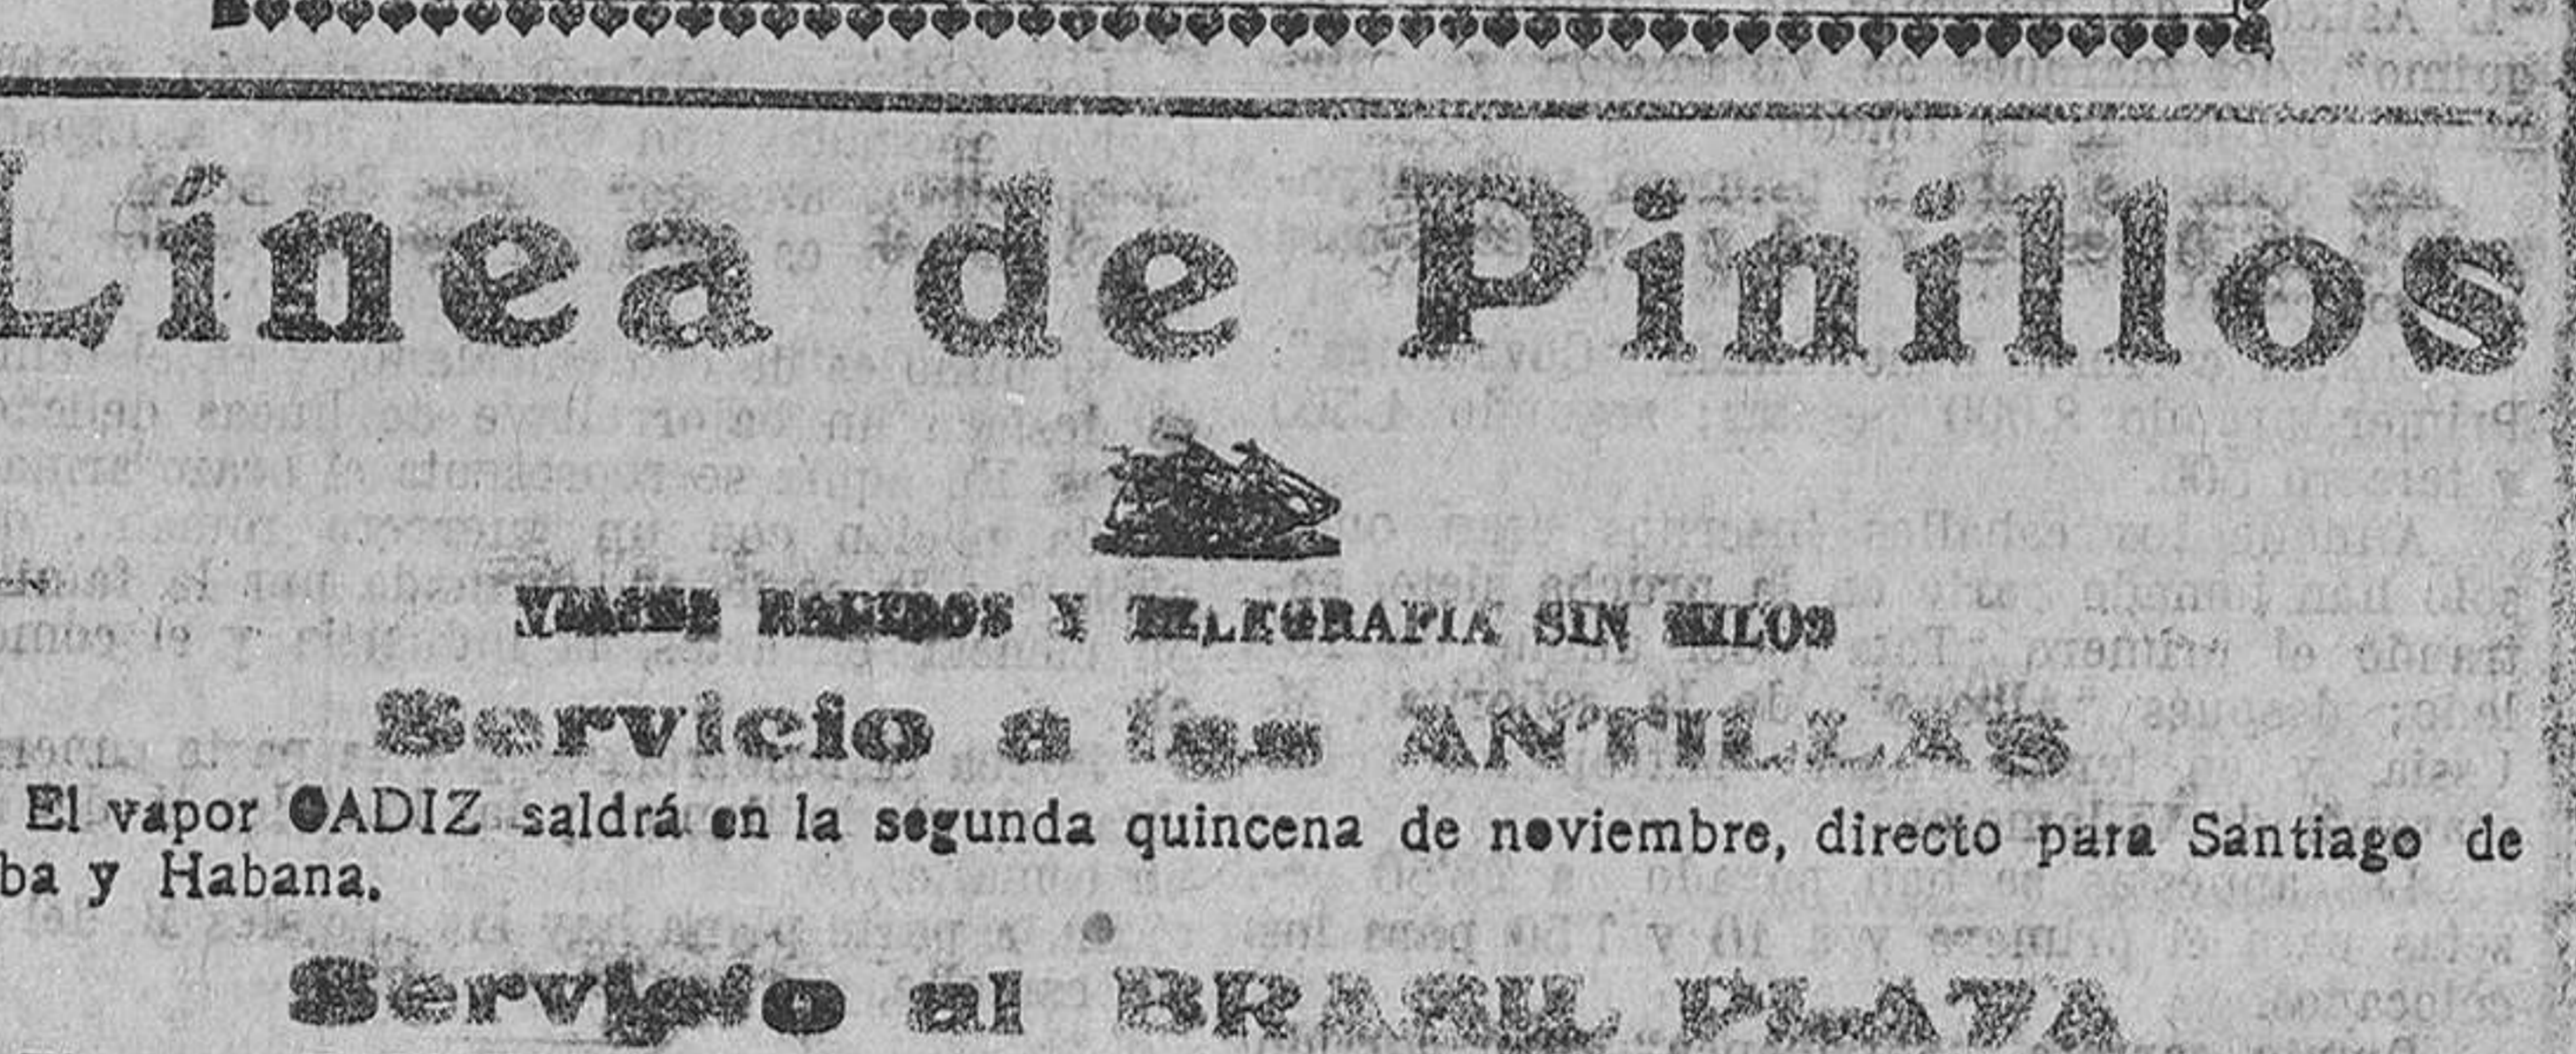 Línea de Pinillos
VIAJES RAPIDOS Y TELEGRAFIA SIN HILOS
Servicio a las ANTILLAS
El vapor CADIZ saldrá en la segunda quincena de noviembre, directo para Santiago de
ba y Habana.
Servicio al BRASIL PLATA